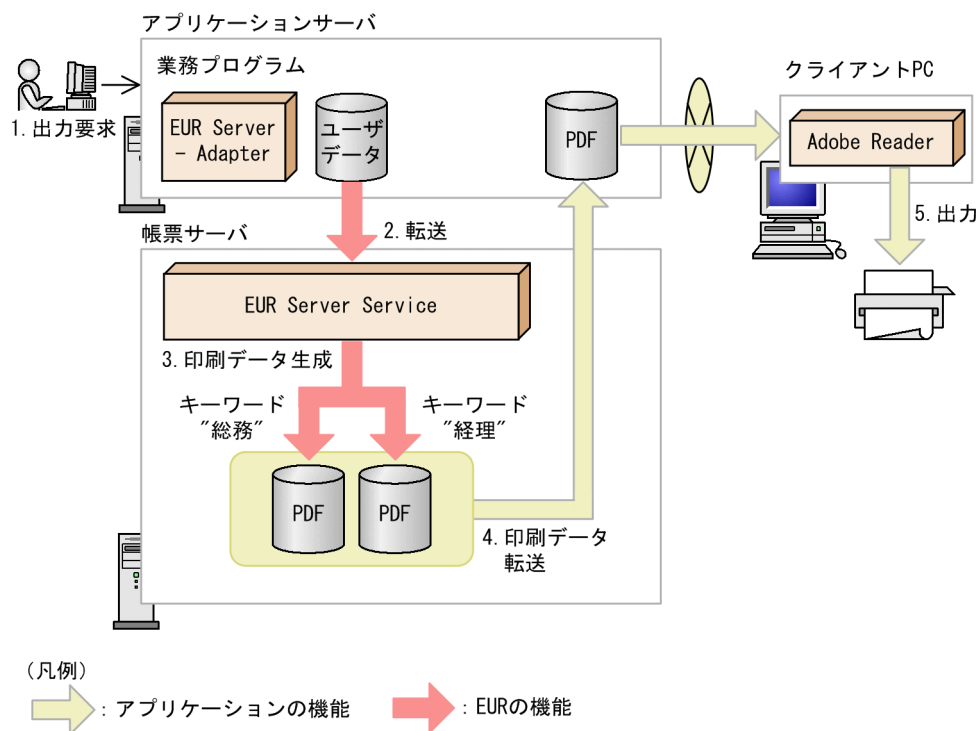 アプリケーションサーバ
業務プログラム
1.出力要求
EUR Server
- Adapter
ユーザ
データ
PDF
クライアントPC
Adobe Reader
5.出力
2.転送
帳票サーバ
EUR Server Service
3.印刷データ生成
キーワード
"総務"
キーワード
"経理"
PDF
PDF
4.印刷データ
転送
(凡例)
：アプリケーションの機能
：EURの機能